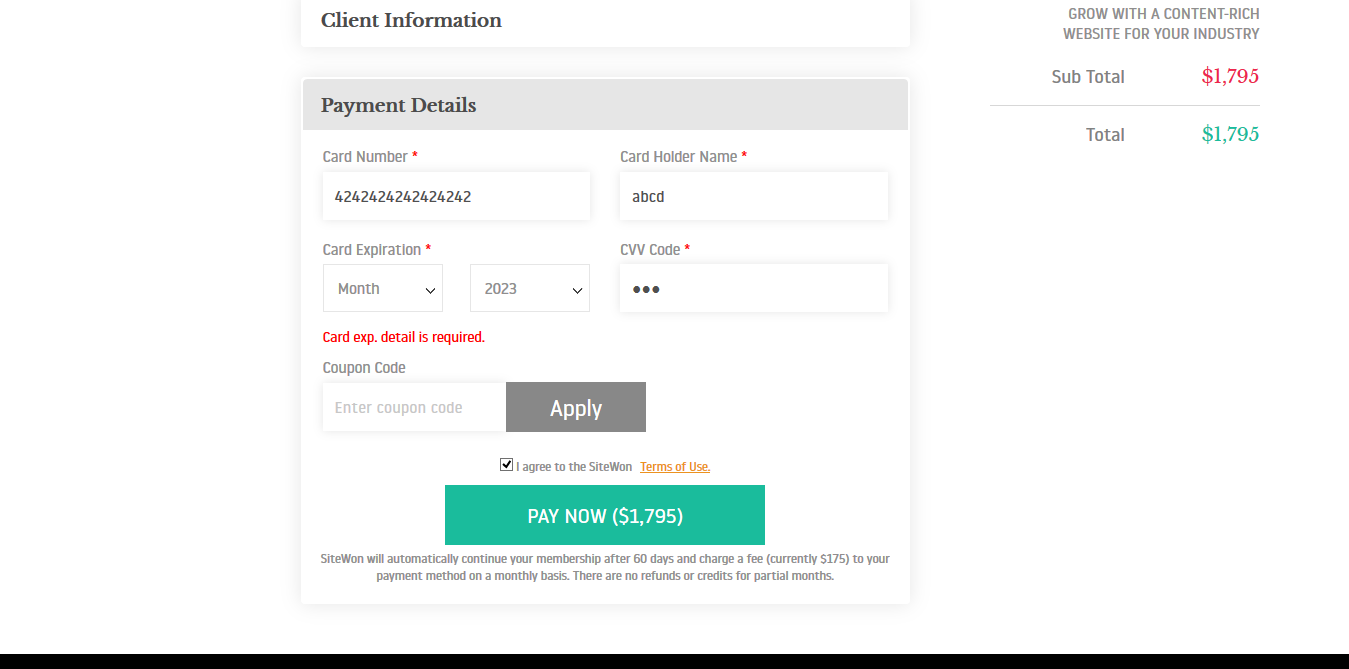 Client Information
GROW WITH A CONTENT-RICH
WEBSITE FOR YOUR INDUSTRY
Sub Total $1,795
Total $1,795
Payment Details
Card Number * Card Holder Name *
4242424242424242 abcd
Card Expiration * CVV Code *
Month 2023 ●●●
Card exp. detail is required.
Coupon Code
Enter coupon code Apply
I agree to the SiteWon Terms of Use.
PAY NOW ($1,795)
SiteWon will automatically continue your membership after 60 days and charge a fee (currently $175) to your
payment method on a monthly basis. There are no refunds or credits for partial months.